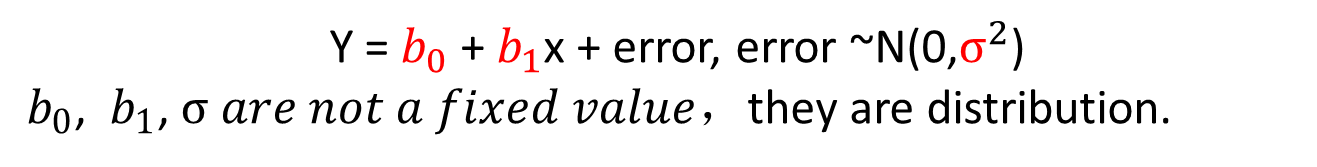 Y = b₀ + b₁x + error, error ~N(0,σ²)
b₀, b₁, σ are not a fixed value，they are distribution.